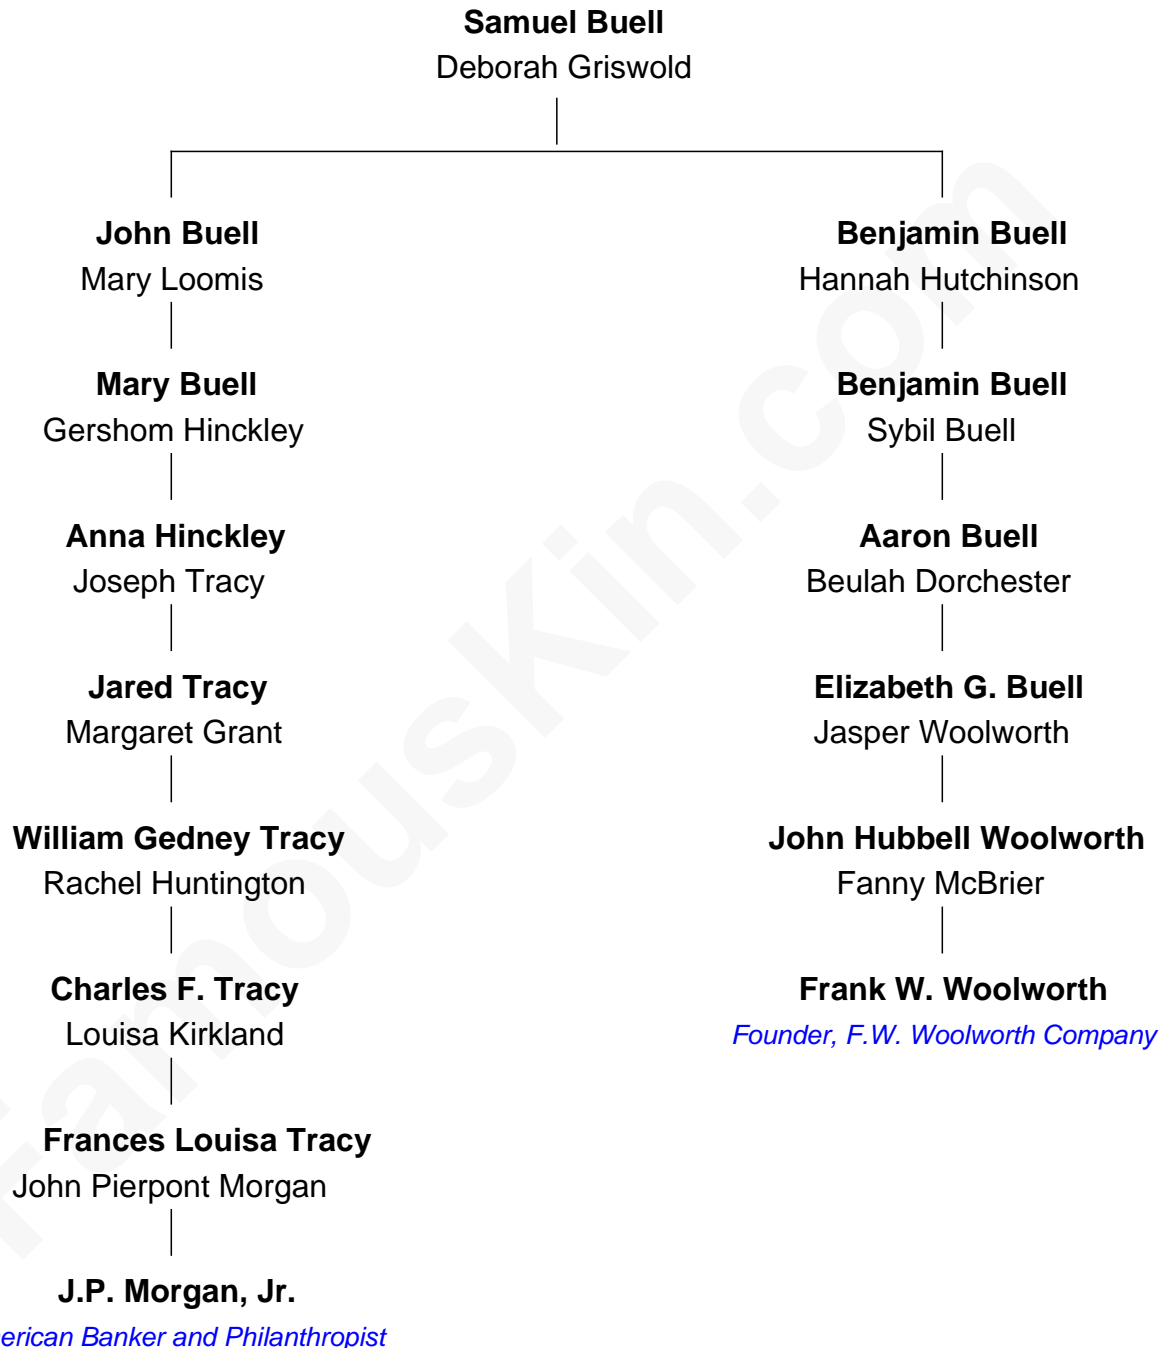 Samuel Buell
Deborah Griswold
John Buell
Mary Loomis
Benjamin Buell
Hannah Hutchinson
Mary Buell
Gershom Hinckley
Benjamin Buell
Sybil Buell
Anna Hinckley
Joseph Tracy
Aaron Buell
Beulah Dorchester
Jared Tracy
Margaret Grant
Elizabeth G. Buell
Jasper Woolworth
William Gedney Tracy
Rachel Huntington
John Hubbell Woolworth
Fanny McBrier
Charles F. Tracy
Louisa Kirkland
Frank W. Woolworth
Founder, F.W. Woolworth Company
Frances Louisa Tracy
John Pierpont Morgan
J.P. Morgan, Jr.
erican Banker and Philanthropist
FamousKin.com